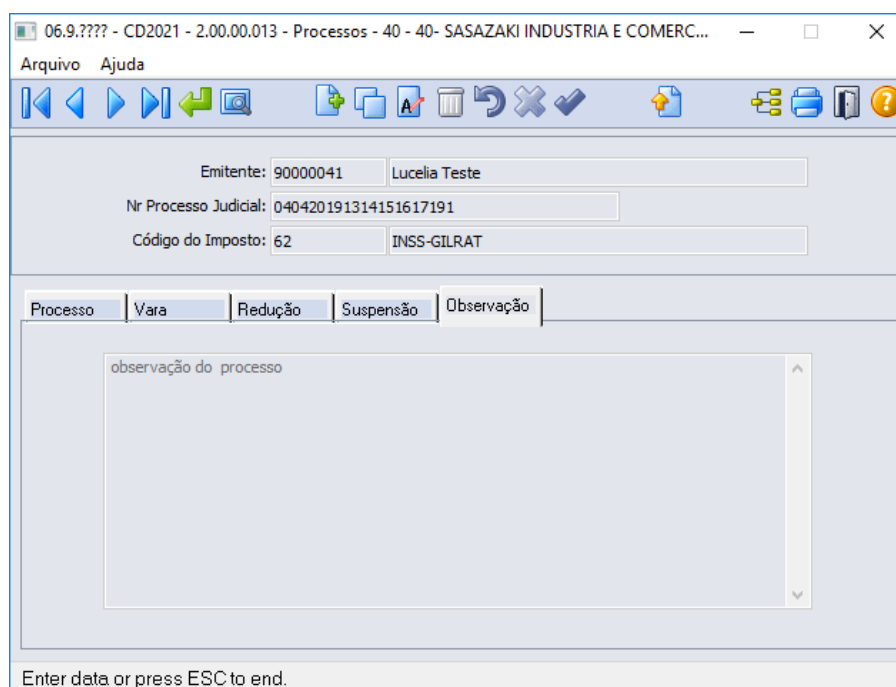 06.9.???? - CD2021 - 2.00.00.013 - Processos - 40 - 40- SASAZAKI INDUSTRIA E COMERC...
Arquivo Ajuda
Emitente: 90000041 Lucelia Teste
Nr Processo Judicial: 040420191314151617191
Código do Imposto: 62 INSS-GILRAT
Processo Vara Redução Suspensão Observação
observação do processo
Enter data or press ESC to end.